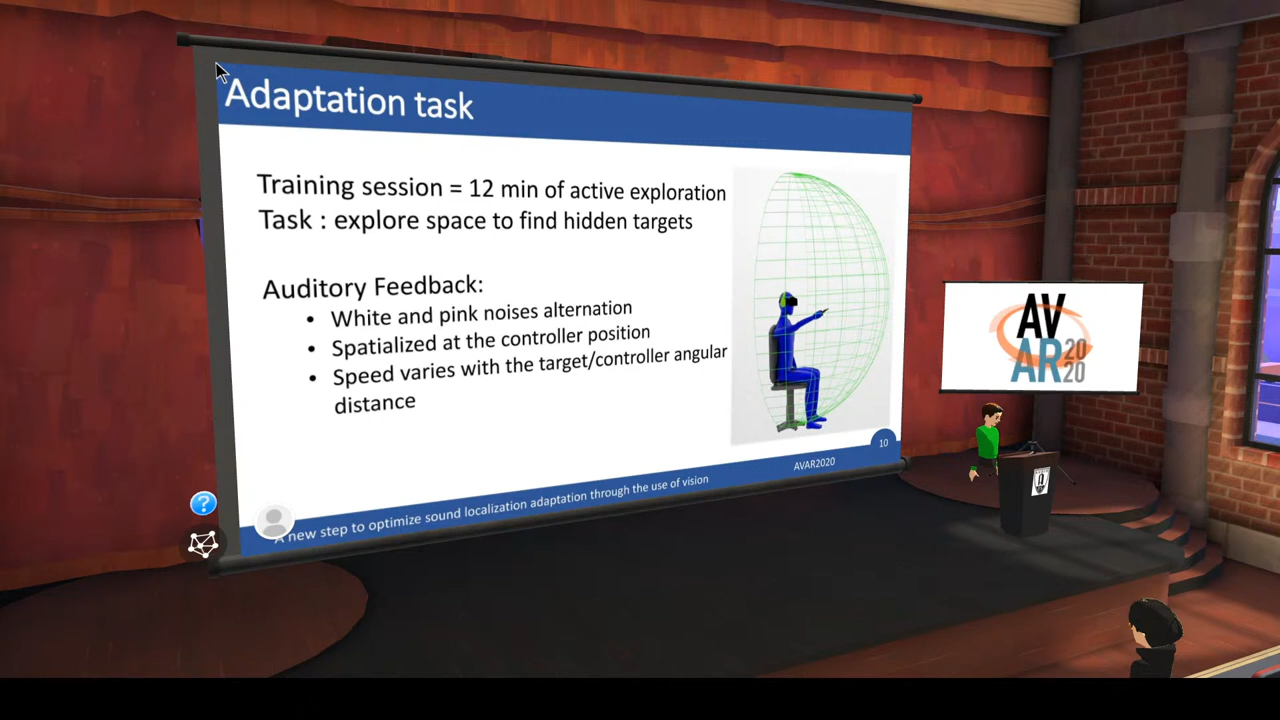 Adaptation task
Training session = 12 min of active exploration
Task : explore space to find hidden targets
Auditory Feedback:
• White and pink noises alternation
• Spatialized at the controller position
• Speed varies with the target/controller angular
distance
10
AVAR2020
A new step to optimize sound localization adaptation through the use of vision
AV
AR 20
20
?